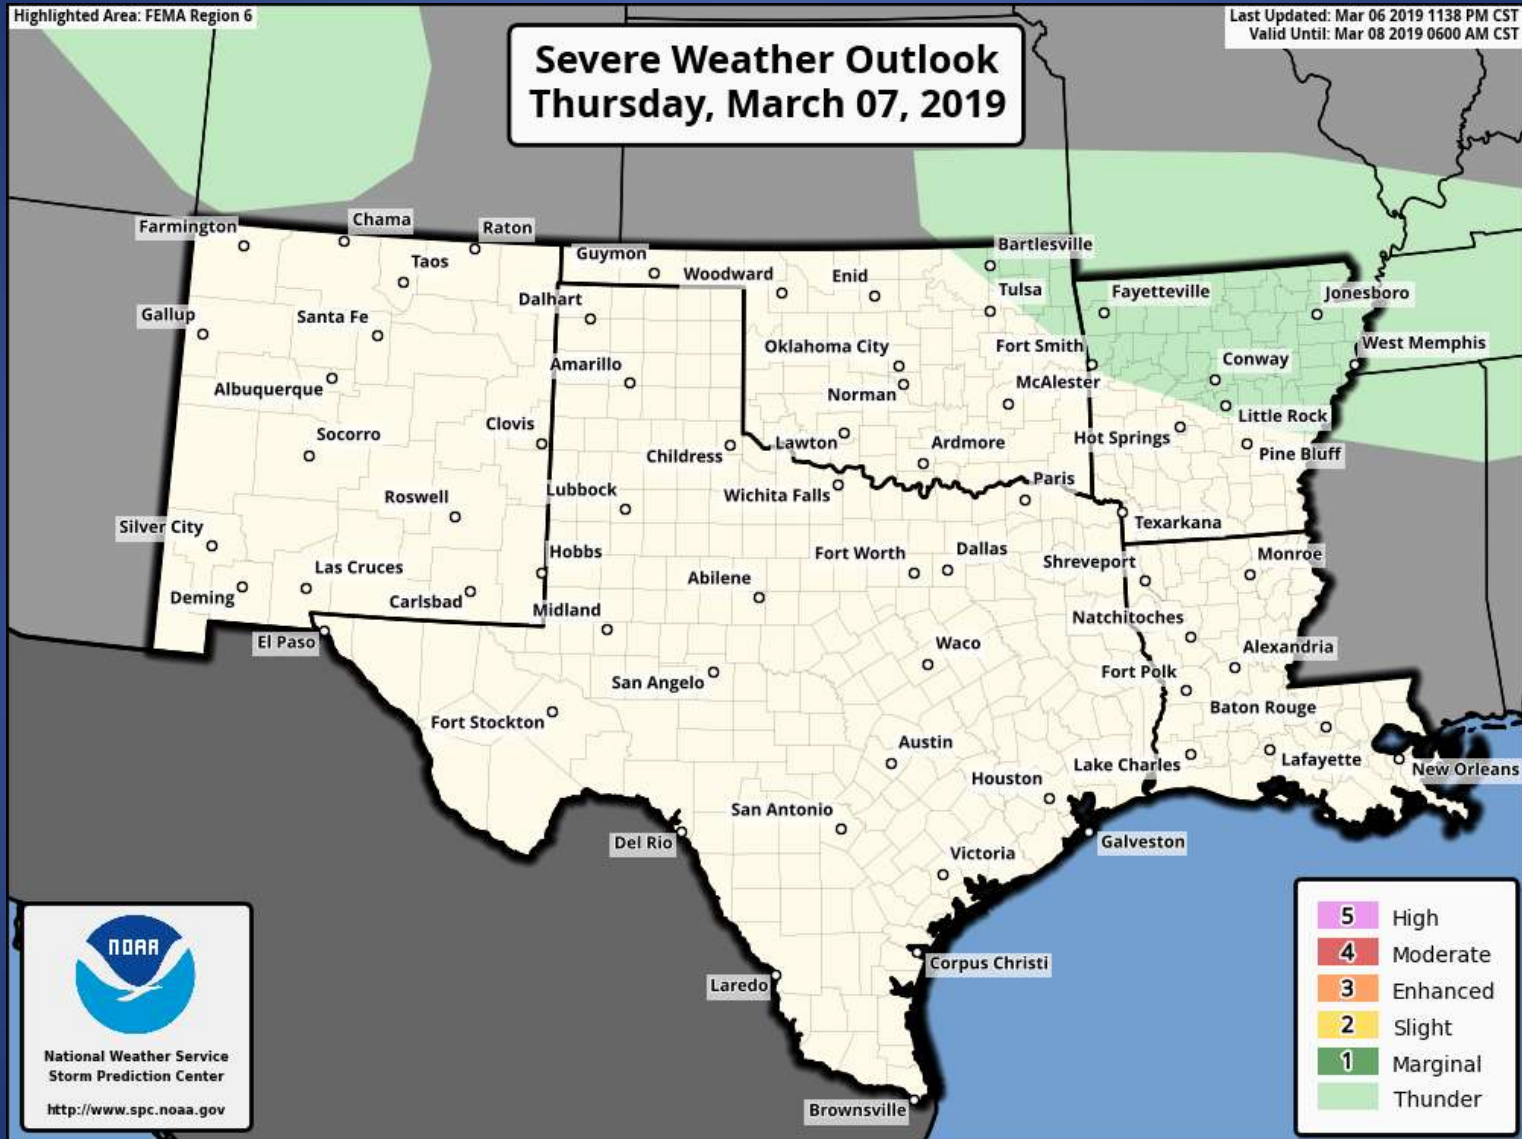 Highlighted Area: FEMA Region 6
Last Updated: Mar 06 2019 1138 PM CST
Valid Until: Mar 08 2019 0600 AM CST
Severe Weather Outlook
Thursday, March 07, 2019
Farmington
Chama
Raton
Taos
Guymon
Woodward
Enid
Bartlesville
Tulsa
Fayetteville
Jonesboro
Gallup
Santa Fe
Dalhart
Amarillo
Oklahoma City
Fort Smith
West Memphis
Conway
Albuquerque
Norman
McAlester
Little Rock
Socorro
Clovis
Childress
Lawton
Ardmore
Hot Springs
Pine Bluff
Roswell
Lubbock
Wichita Falls
Paris
Texarkana
Silver City
Las Cruces
Hobbs
Fort Worth
Dallas
Shreveport
Monroe
Deming
Carlsbad
Midland
Abilene
Natchitoches
El Paso
Waco
Alexandria
San Angelo
Fort Polk
Fort Stockton
Baton Rouge
Austin
Houston
Lake Charles
Lafayette
New Orleans
San Antonio
Del Rio
Victoria
Galveston
Corpus Christi
Laredo
Brownsville
NOAA
National Weather Service
Storm Prediction Center
http://www.spc.noaa.gov
5 High
4 Moderate
3 Enhanced
2 Slight
1 Marginal
Thunder